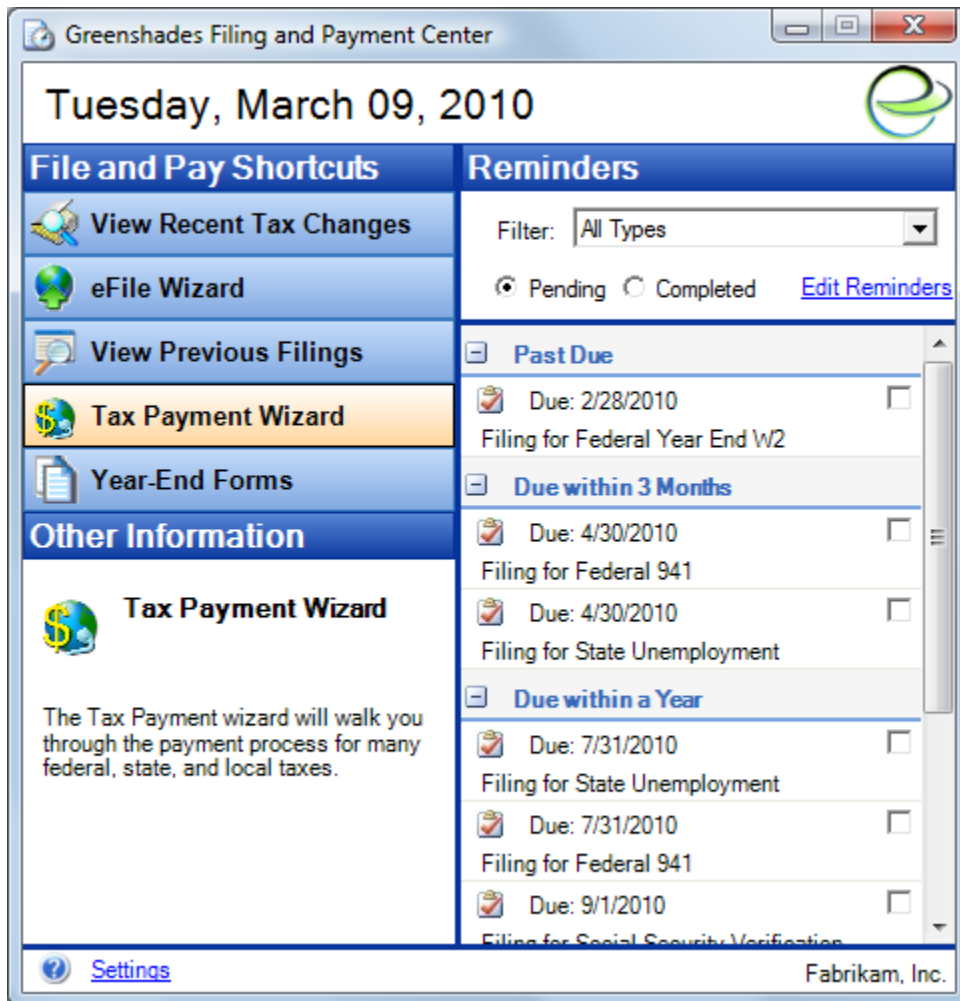 Greenshades Filing and Payment Center
Tuesday, March 09, 2010
File and Pay Shortcuts
View Recent Tax Changes
eFile Wizard
View Previous Filings
Tax Payment Wizard
Year-End Forms
Other Information
Tax Payment Wizard
The Tax Payment wizard will walk you
through the payment process for many
federal, state, and local taxes.
Reminders
Filter: All Types
Pending Completed Edit Reminders
Past Due
Due: 2/28/2010
Filing for Federal Year End W2
Due within 3 Months
Due: 4/30/2010
Filing for Federal 941
Due: 4/30/2010
Filing for State Unemployment
Due within a Year
Due: 7/31/2010
Filing for State Unemployment
Due: 7/31/2010
Filing for Federal 941
Due: 9/1/2010
Filing for Social Security Verification
Settings
Fabrikam, Inc.